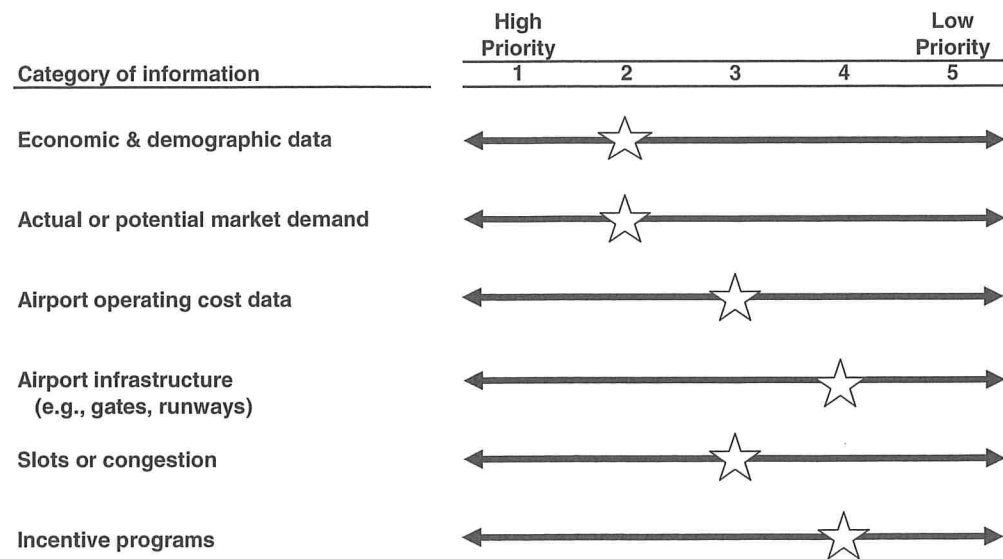 High Priority Low Priority
Category of information 1 2 3 4 5
Economic & demographic data
Actual or potential market demand
Airport operating cost data
Airport infrastructure
(e.g., gates, runways)
Slots or congestion
Incentive programs